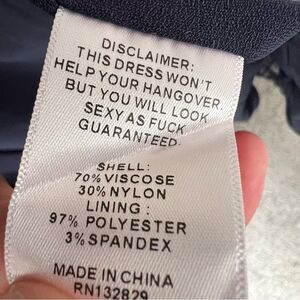 DISCLAIMER:
THIS DRESS WON'T
HELP YOUR HANGOVER.
BUT YOU WILL LOOK
SEXY AS FUCK
GUARANTEED.
SHELL:
70% VISCOSE
30% NYLON
LINING:
97% POLYESTER
3% SPANDEX
MADE IN CHINA
RN132829